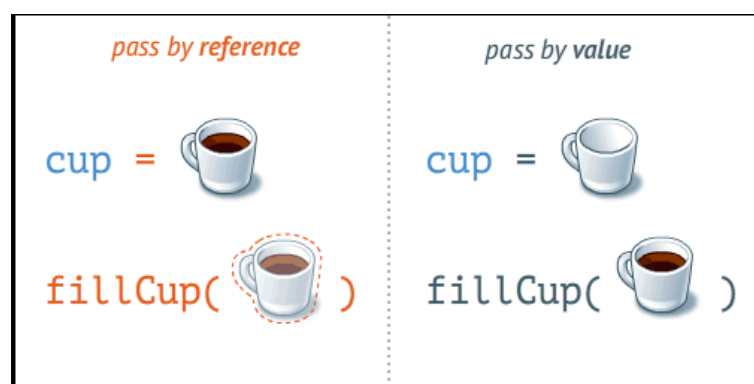 pass by reference
cup =
fillCup( )
pass by value
cup =
fillCup( )